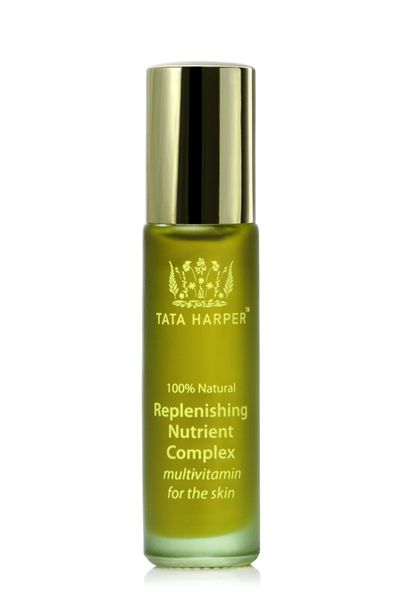 TATA HARPER™
100% Natural
Replenishing
Nutrient
Complex
multivitamin
for the skin